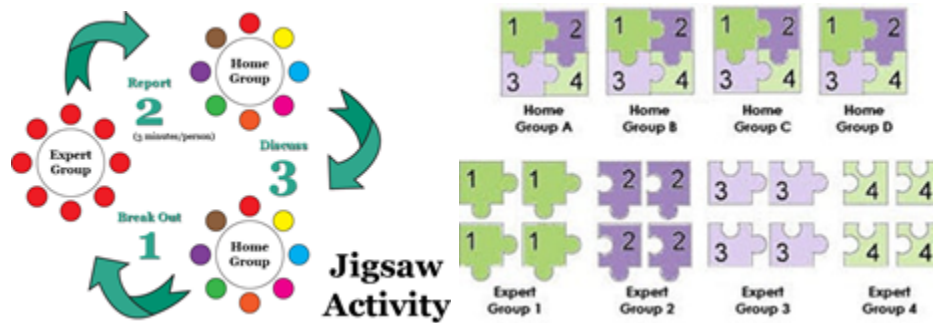 Home
Group
Report
2
(3 minutes/person)
Expert
Group
Discuss
3
Break Out
1
Home
Group
Jigsaw
Activity
1 2 1 2 1 2 1 2
3 4 3 4 3 4 3 4
Home Home Home Home
Group A Group B Group C Group D
1 1 2 2 3 3 4 4
1 1 2 2 3 3 4 4
Expert Expert Expert Expert
Group 1 Group 2 Group 3 Group 4